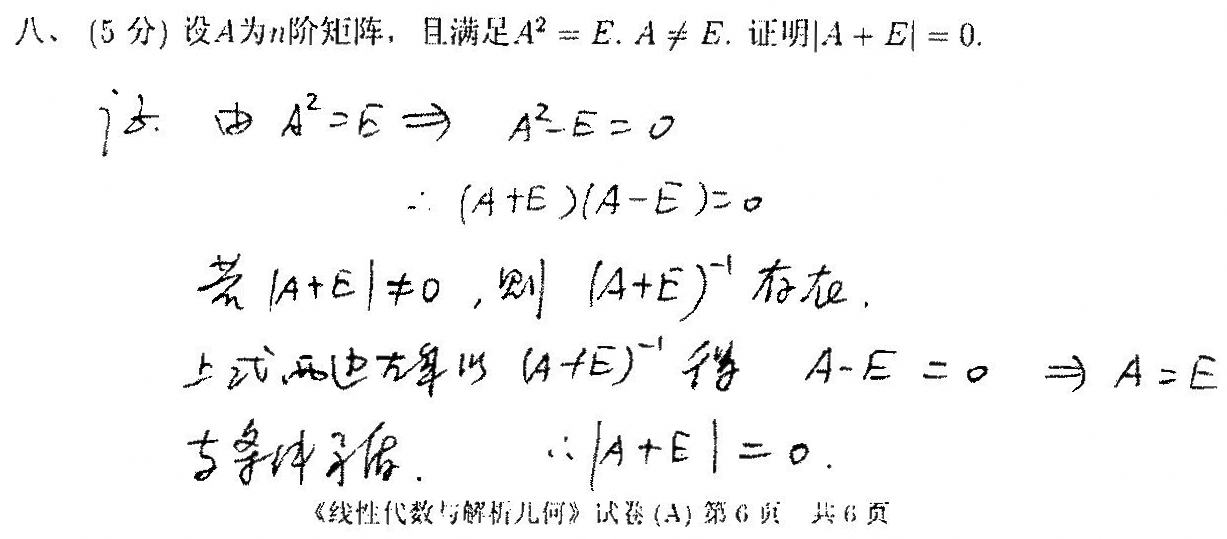 八、(5 分) 设A为n阶矩阵，且满足A² = E. A ≠ E. 证明|A + E| = 0.
证. 由 A²=E ⇒ A²-E=0
∴ (A+E)(A-E)=0
若 |A+E|≠0，则 (A+E)⁻¹ 存在.
上式两边左乘以 (A+E)⁻¹ 得 A-E=0 ⇒ A=E
与条件矛盾. ∴|A+E|=0.
《线性代数与解析几何》试卷(A) 第 6 页 共 6 页